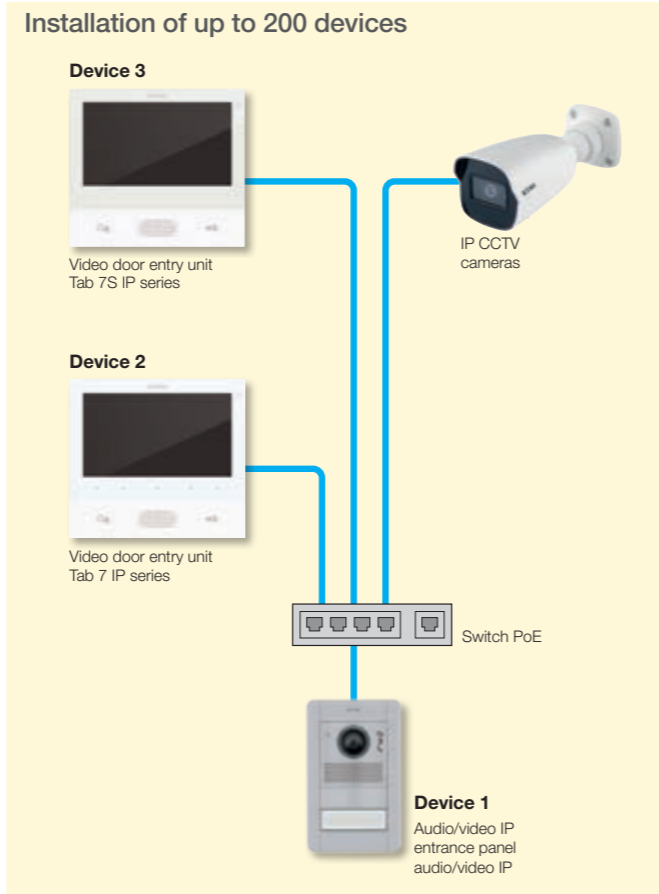 Installation of up to 200 devices
Device 3
Video door entry unit
Tab 7S IP series
IP CCTV
cameras
Device 2
Video door entry unit
Tab 7 IP series
Switch PoE
Device 1
Audio/video IP
entrance panel
audio/video IP